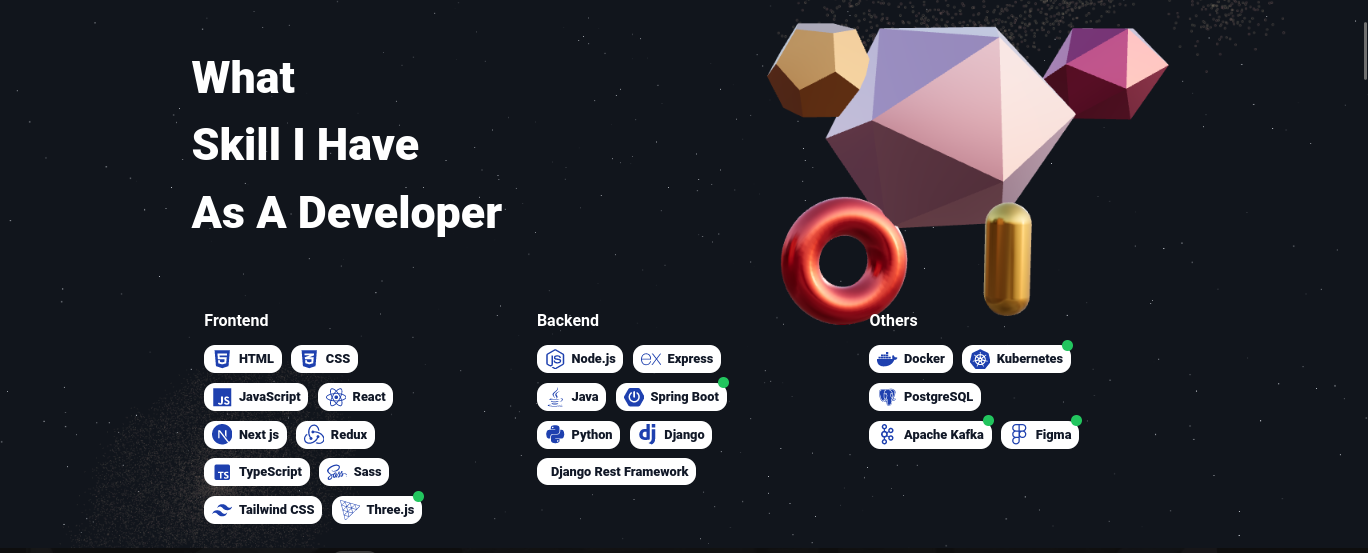 What
Skill I Have
As A Developer
Frontend
HTML CSS
JavaScript React
Next js Redux
TypeScript Sass
Tailwind CSS Three.js
Backend
Node.js Express
Java Spring Boot
Python Django
Django Rest Framework
Others
Docker Kubernetes
PostgreSQL
Apache Kafka Figma